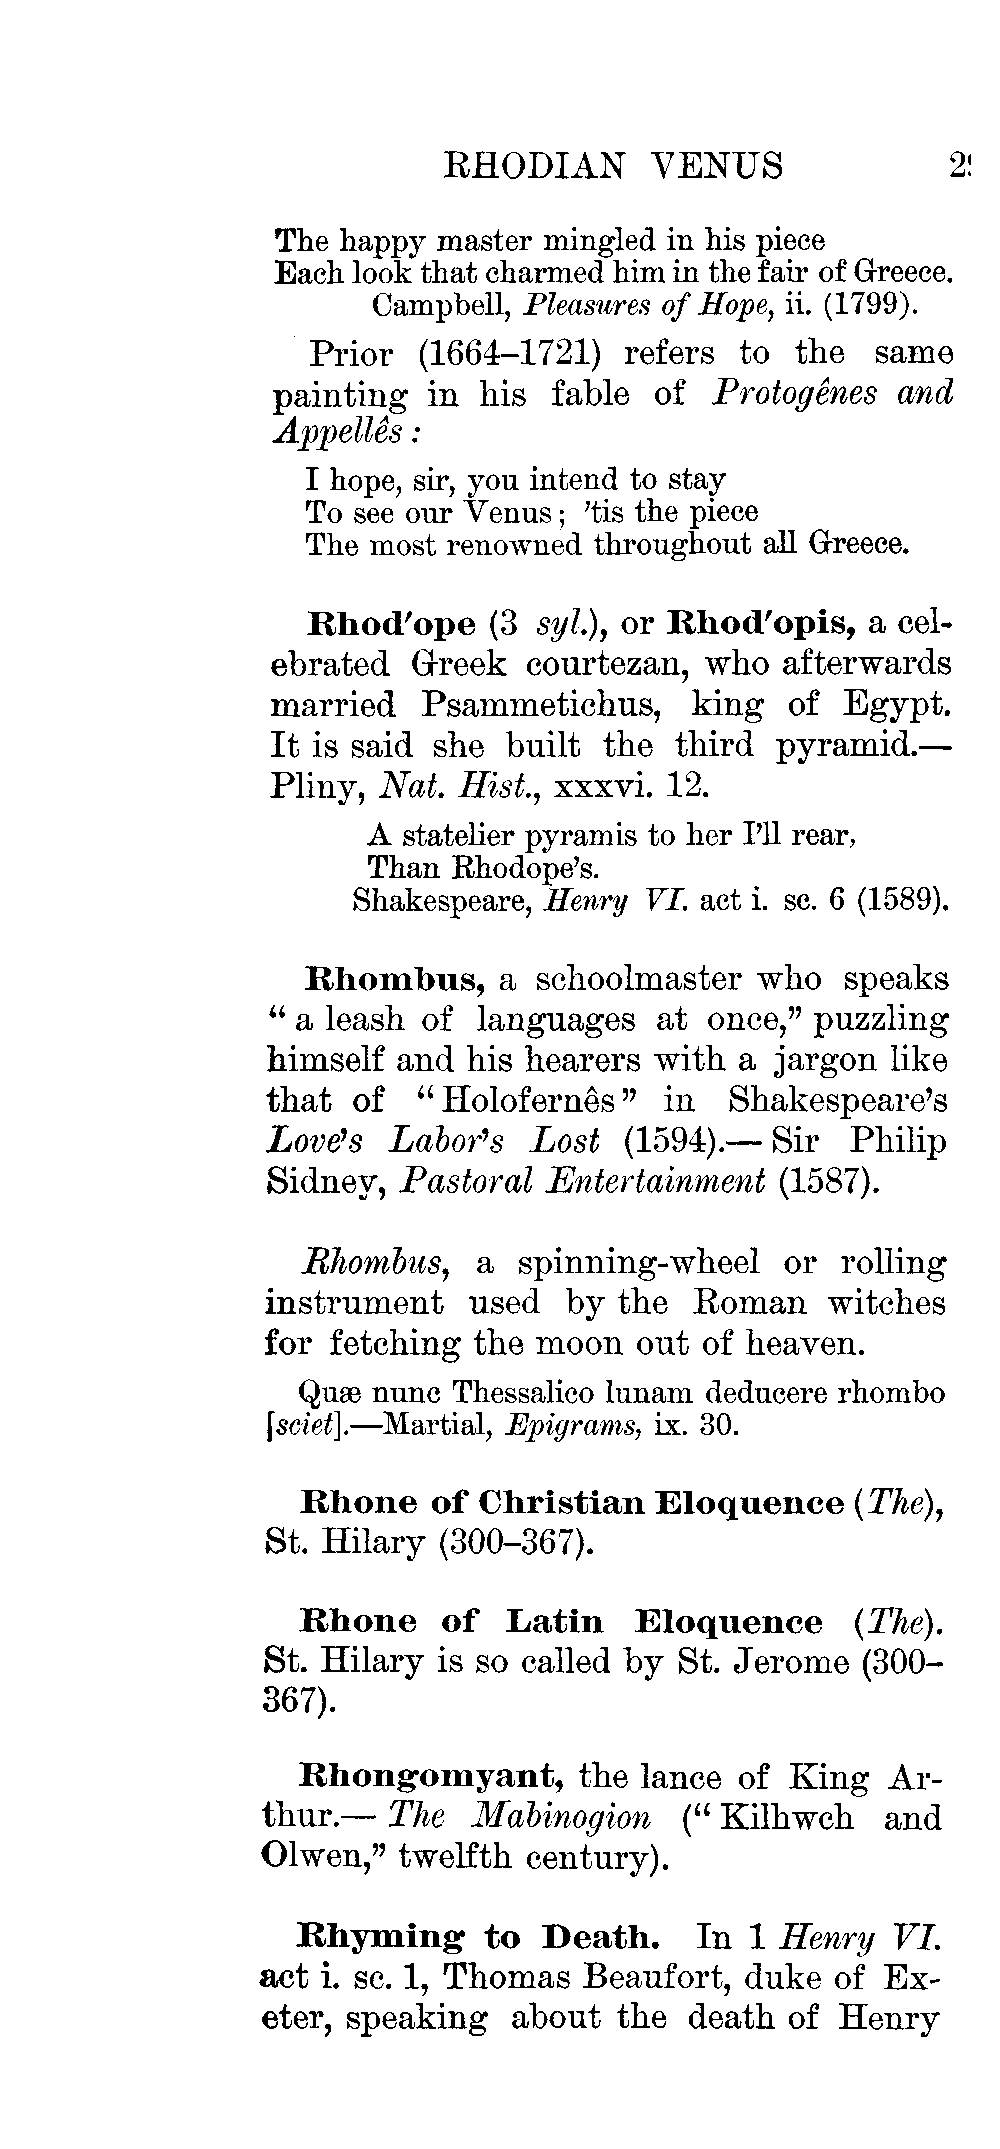 RHODIAN VENUS
The happy master mingled in his piece
Each look that charmed him in the fair of Greece.
Campbell, Pleasures of Hope, ii. (1799).
Prior (1664–1721) refers to the same
painting in his fable of Protogênes and
Appellês :
I hope, sir, you intend to stay
To see our Venus ; ’tis the piece
The most renowned throughout all Greece.
Rhod′ope (3 syl.), or Rhod′opis, a cel-
ebrated Greek courtezan, who afterwards
married Psammetichus, king of Egypt.
It is said she built the third pyramid.—
Pliny, Nat. Hist., xxxvi. 12.
A statelier pyramis to her I’ll rear,
Than Rhodope’s.
Shakespeare, Henry VI. act i. sc. 6 (1589).
Rhombus, a schoolmaster who speaks
“ a leash of languages at once,” puzzling
himself and his hearers with a jargon like
that of “Holofernês” in Shakespeare’s
Love’s Labor’s Lost (1594).— Sir Philip
Sidney, Pastoral Entertainment (1587).
Rhombus, a spinning-wheel or rolling
instrument used by the Roman witches
for fetching the moon out of heaven.
Quæ nunc Thessalico lunam deducere rhombo
[sciet].—Martial, Epigrams, ix. 30.
Rhone of Christian Eloquence (The),
St. Hilary (300–367).
Rhone of Latin Eloquence (The).
St. Hilary is so called by St. Jerome (300–
367).
Rhongomyant, the lance of King Ar-
thur.— The Mabinogion (“ Kilhwch and
Olwen,” twelfth century).
Rhyming to Death. In 1 Henry VI.
act i. sc. 1, Thomas Beaufort, duke of Ex-
eter, speaking about the death of Henry